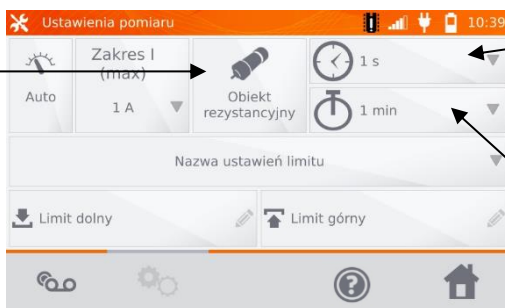 Ustawienia pomiaru 10:39
Auto
Zakres I
(max)
1 A
Obiekt
rezystancyjny
1 s
1 min
Nazwa ustawień limitu
Limit dolny
Limit górny